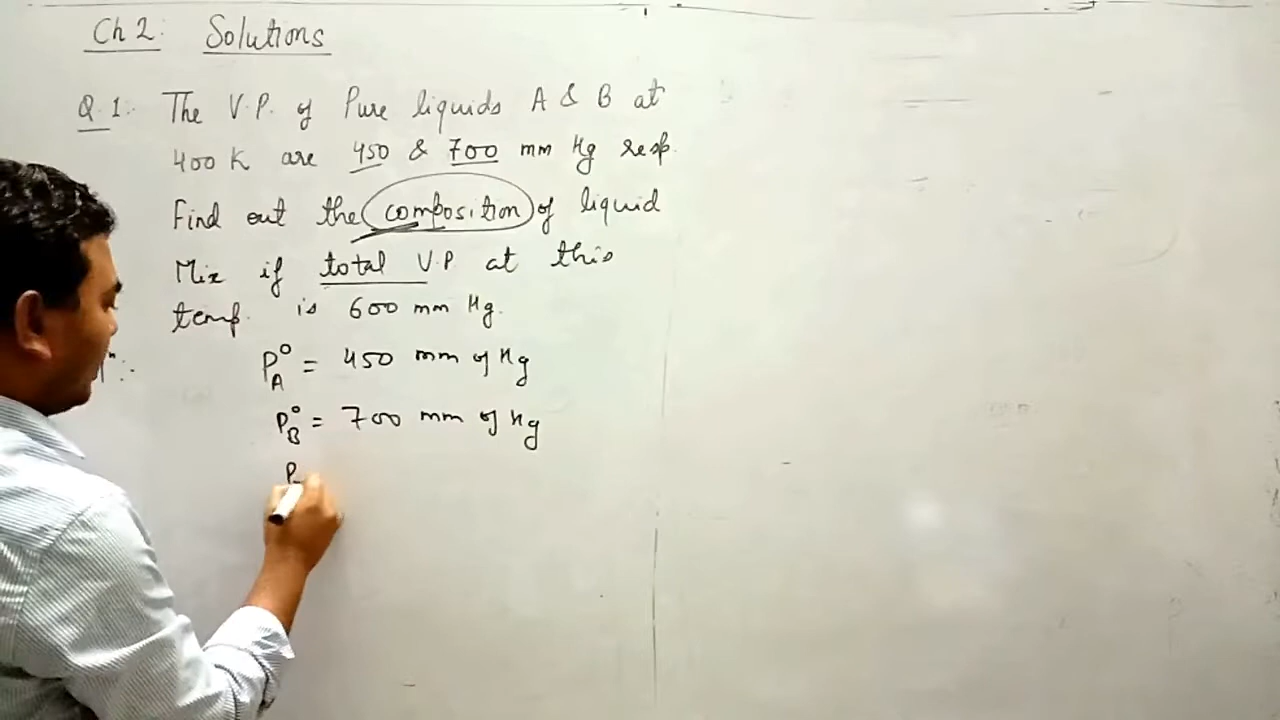 Ch 2: Solutions
Q.1:- The V.P. of Pure liquids A & B at
400 K are 450 & 700 mm Hg resp.
Find out the composition of liquid
Mix if total V.P. at this
temp. is 600 mm Hg.
P°A = 450 mm of Hg
P°B = 700 mm of Hg
P